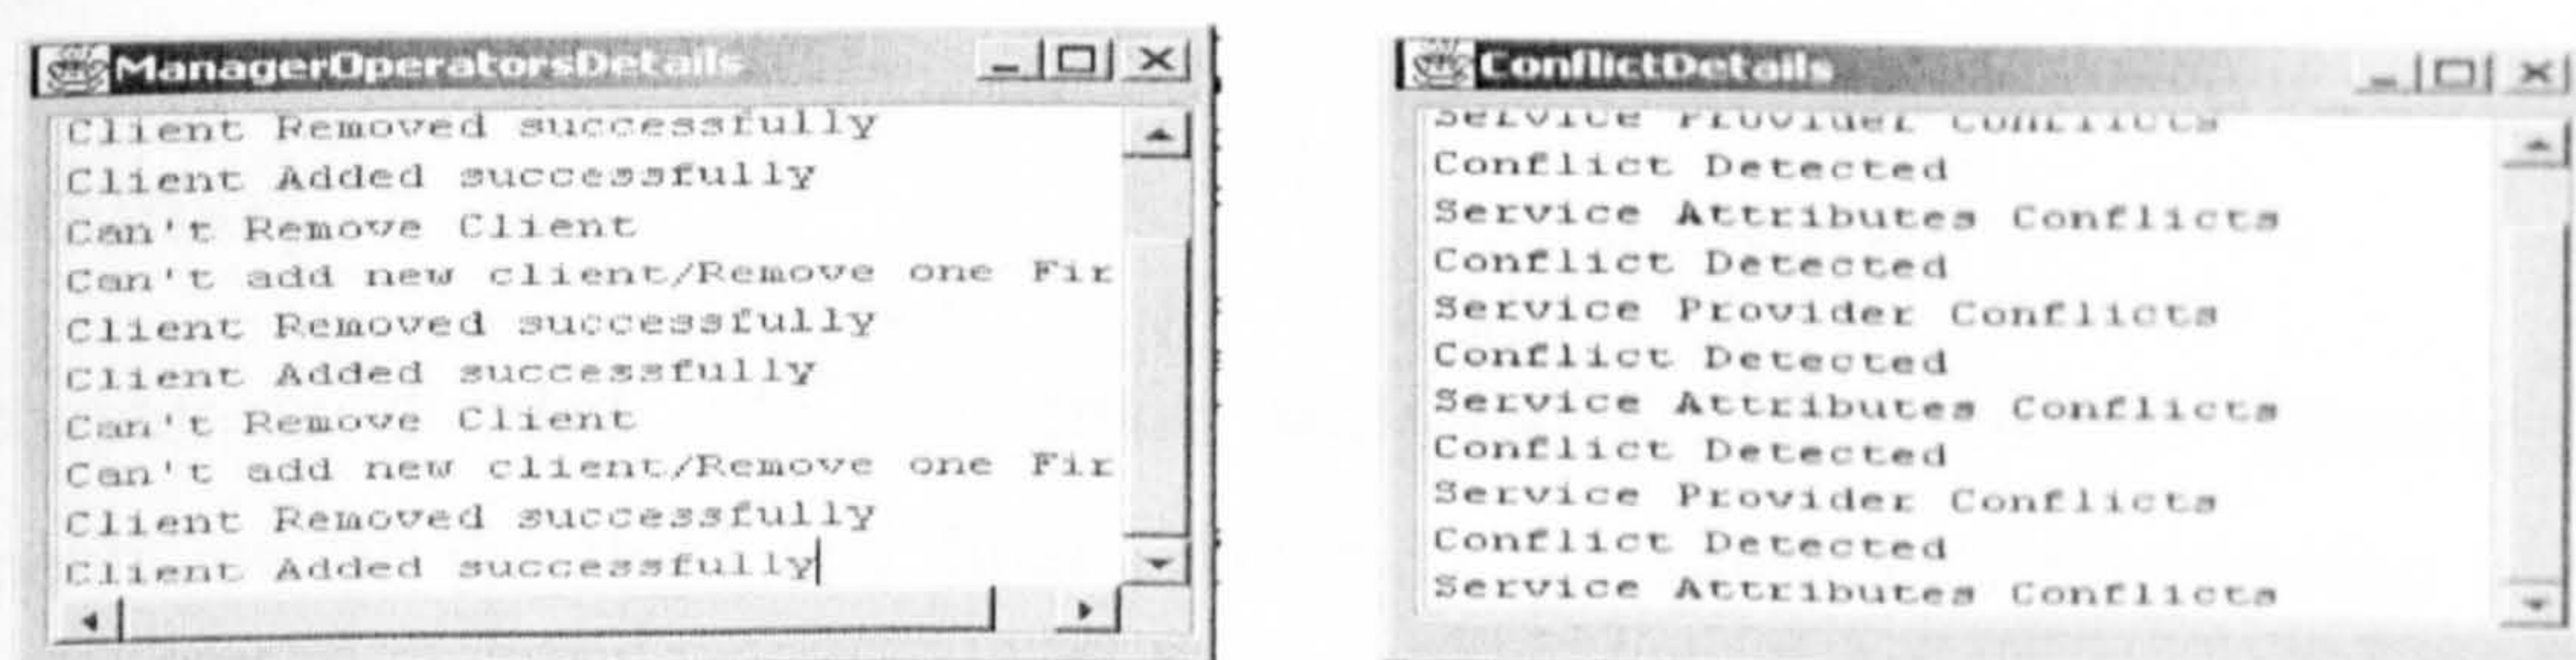 ManagerOperatorsDetails
Client Removed successfully
Client Added successfully
Can't Remove Client
Can't add new client/Remove one Fir
Client Removed successfully
Client Added successfully
Can't Remove Client
Can't add new client/Remove one Fir
Client Removed successfully
Client Added successfully
ConflictDetails
Service Provider Conflicts
Conflict Detected
Service Attributes Conflicts
Conflict Detected
Service Provider Conflicts
Conflict Detected
Service Attributes Conflicts
Conflict Detected
Service Provider Conflicts
Conflict Detected
Service Attributes Conflicts